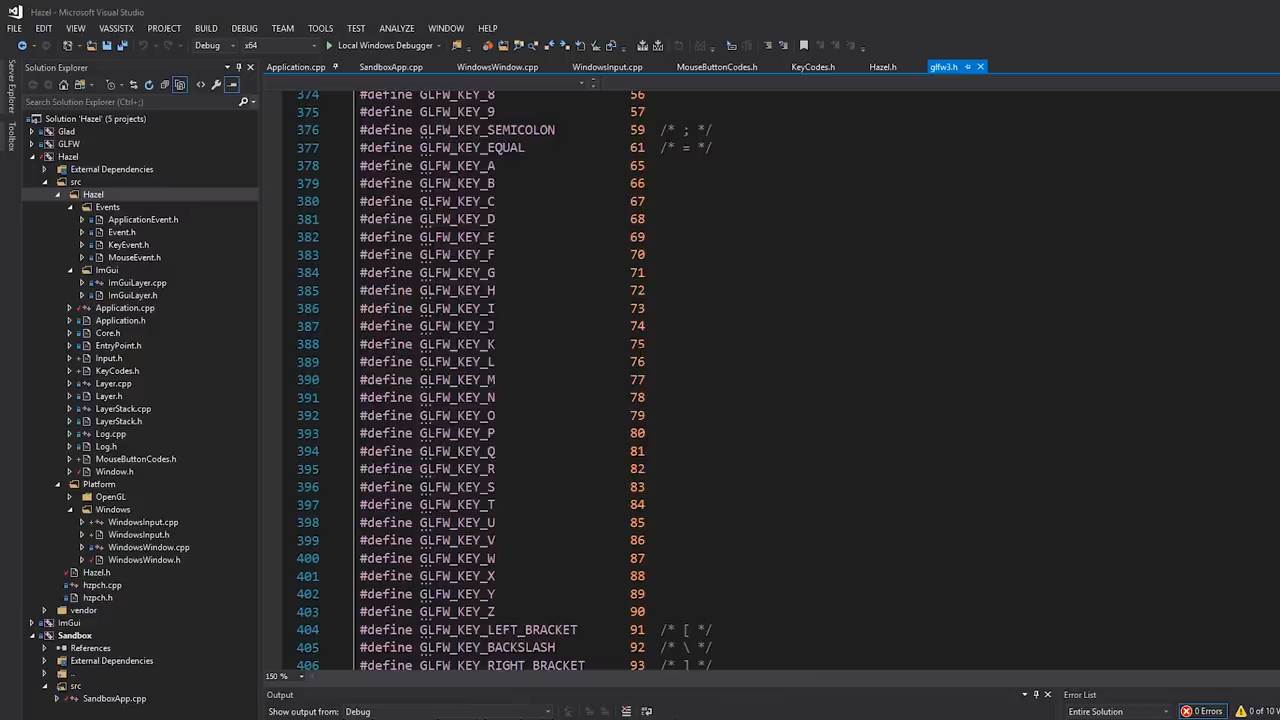 Hazel - Microsoft Visual Studio
FILE EDIT VIEW VASSISTX PROJECT BUILD DEBUG TEAM TOOLS TEST ANALYZE WINDOW HELP
Debug x64 Local Windows Debugger
Server Explorer
Toolbox
Solution Explorer
Search Solution Explorer (Ctrl+;)
Solution 'Hazel' (5 projects)
Glad
GLFW
Hazel
External Dependencies
src
Hazel
Events
ApplicationEvent.h
Event.h
KeyEvent.h
MouseEvent.h
ImGui
ImGuiLayer.cpp
ImGuiLayer.h
Application.cpp
Application.h
Core.h
EntryPoint.h
Input.h
KeyCodes.h
Layer.cpp
Layer.h
LayerStack.cpp
LayerStack.h
Log.cpp
Log.h
MouseButtonCodes.h
Window.h
Platform
OpenGL
Windows
WindowsInput.cpp
WindowsInput.h
WindowsWindow.cpp
WindowsWindow.h
Hazel.h
hzpch.cpp
hzpch.h
vendor
ImGui
Sandbox
References
External Dependencies
..
src
SandboxApp.cpp
Application.cpp SandboxApp.cpp WindowsWindow.cpp WindowsInput.cpp MouseButtonCodes.h KeyCodes.h Hazel.h glfw3.h
374 #define GLFW_KEY_8 56
375 #define GLFW_KEY_9 57
376 #define GLFW_KEY_SEMICOLON 59 /* ; */
377 #define GLFW_KEY_EQUAL 61 /* = */
378 #define GLFW_KEY_A 65
379 #define GLFW_KEY_B 66
380 #define GLFW_KEY_C 67
381 #define GLFW_KEY_D 68
382 #define GLFW_KEY_E 69
383 #define GLFW_KEY_F 70
384 #define GLFW_KEY_G 71
385 #define GLFW_KEY_H 72
386 #define GLFW_KEY_I 73
387 #define GLFW_KEY_J 74
388 #define GLFW_KEY_K 75
389 #define GLFW_KEY_L 76
390 #define GLFW_KEY_M 77
391 #define GLFW_KEY_N 78
392 #define GLFW_KEY_O 79
393 #define GLFW_KEY_P 80
394 #define GLFW_KEY_Q 81
395 #define GLFW_KEY_R 82
396 #define GLFW_KEY_S 83
397 #define GLFW_KEY_T 84
398 #define GLFW_KEY_U 85
399 #define GLFW_KEY_V 86
400 #define GLFW_KEY_W 87
401 #define GLFW_KEY_X 88
402 #define GLFW_KEY_Y 89
403 #define GLFW_KEY_Z 90
404 #define GLFW_KEY_LEFT_BRACKET 91 /* [ */
405 #define GLFW_KEY_BACKSLASH 92 /* \ */
406 #define GLFW_KEY_RIGHT_BRACKET 93 /* ] */
150 %
Output
Show output from: Debug
Error List
Entire Solution 0 Errors 0 of 10